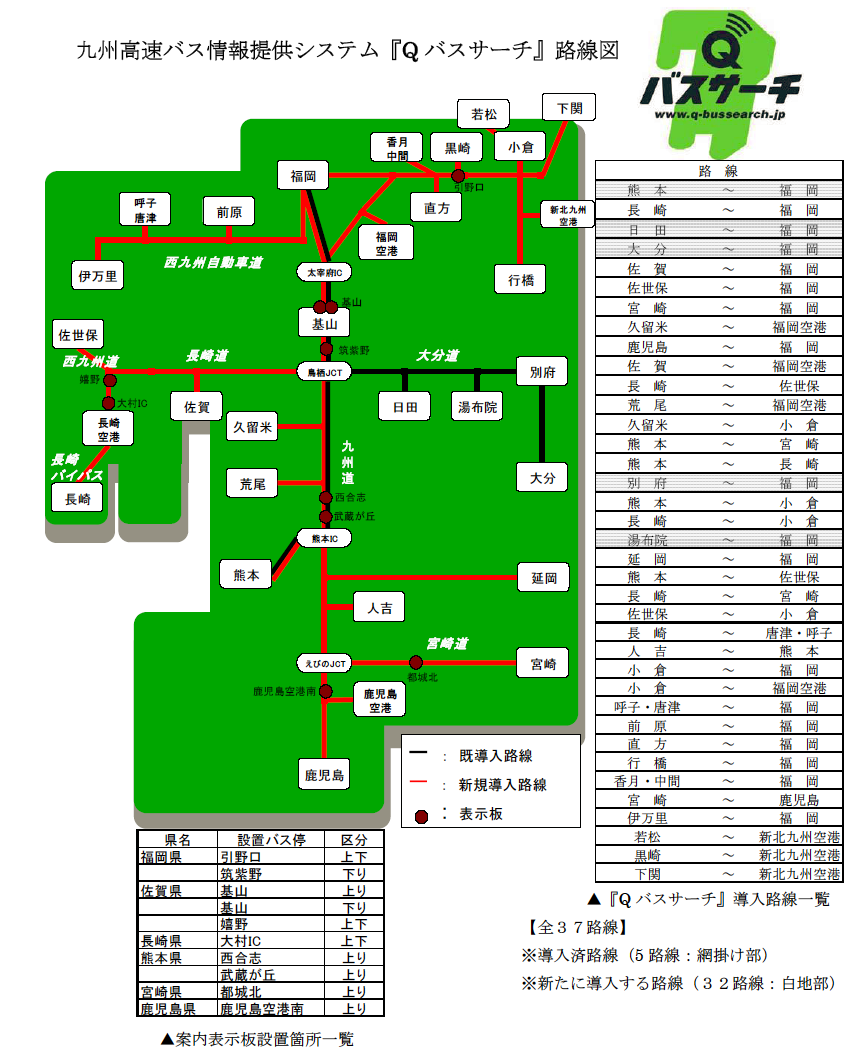 九州高速バス情報提供システム『Q バスサーチ』路線図
Q
バスサーチ
www.q-bussearch.jp
若松
下関
香月
中間
黒崎
小倉
福岡
引野口
呼子
唐津
前原
直方
新北九州
空港
福岡
空港
西九州自動車道
伊万里
太宰府IC
行橋
基山
基山
佐世保
筑紫野
西九州道
長崎道
大分道
鳥栖JCT
別府
嬉野
大村IC
佐賀
日田
湯布院
長崎
空港
久留米
九州道
長崎
バイパス
荒尾
大分
長崎
西合志
武蔵が丘
熊本IC
熊本
延岡
人吉
宮崎道
えびのJCT
宮崎
都城北
鹿児島空港南
鹿児島
空港
鹿児島
： 既導入路線
： 新規導入路線
： 表示板
路 線
熊 本 ～ 福 岡
長 崎 ～ 福 岡
日 田 ～ 福 岡
大 分 ～ 福 岡
佐 賀 ～ 福 岡
佐世保 ～ 福 岡
宮 崎 ～ 福 岡
久留米 ～ 福岡空港
鹿児島 ～ 福 岡
佐 賀 ～ 福岡空港
長 崎 ～ 佐世保
荒 尾 ～ 福岡空港
久留米 ～ 小 倉
熊 本 ～ 宮 崎
熊 本 ～ 長 崎
別 府 ～ 福 岡
熊 本 ～ 小 倉
長 崎 ～ 小 倉
湯布院 ～ 福 岡
延 岡 ～ 福 岡
熊 本 ～ 佐世保
長 崎 ～ 宮 崎
佐世保 ～ 小 倉
長 崎 ～ 唐津・呼子
人 吉 ～ 熊 本
小 倉 ～ 福 岡
小 倉 ～ 福岡空港
呼子・唐津 ～ 福 岡
前 原 ～ 福 岡
直 方 ～ 福 岡
行 橋 ～ 福 岡
香月・中間 ～ 福 岡
宮 崎 ～ 鹿児島
伊万里 ～ 福 岡
若松 ～ 新北九州空港
黒崎 ～ 新北九州空港
下関 ～ 新北九州空港
▲『Q バスサーチ』導入路線一覧
【全３７路線】
※導入済路線（5 路線：網掛け部）
※新たに導入する路線（３２路線：白地部）
県名 設置バス停 区分
福岡県 引野口 上下
筑紫野 下り
佐賀県 基山 上り
基山 下り
嬉野 上下
長崎県 大村IC 上下
熊本県 西合志 上り
武蔵が丘 上り
宮崎県 都城北 上り
鹿児島県 鹿児島空港南 上り
▲案内表示板設置箇所一覧